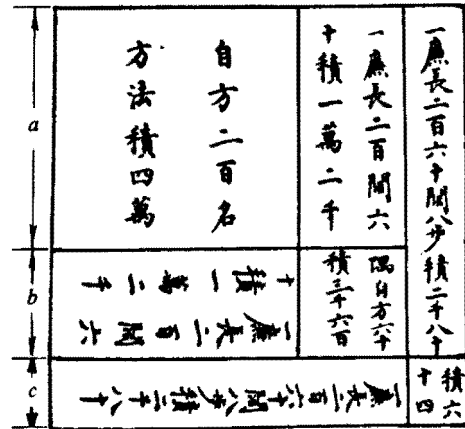 一廉長二百六十闊八步積二千八十
一廉長二百闊六
十積一萬二千
自方二百名
方法積四萬
隅自方六十
積三千六百
一廉長二百闊六
十積一萬二千
一廉長二百六十闊八步積二千八十
積六
十四
a
b
c